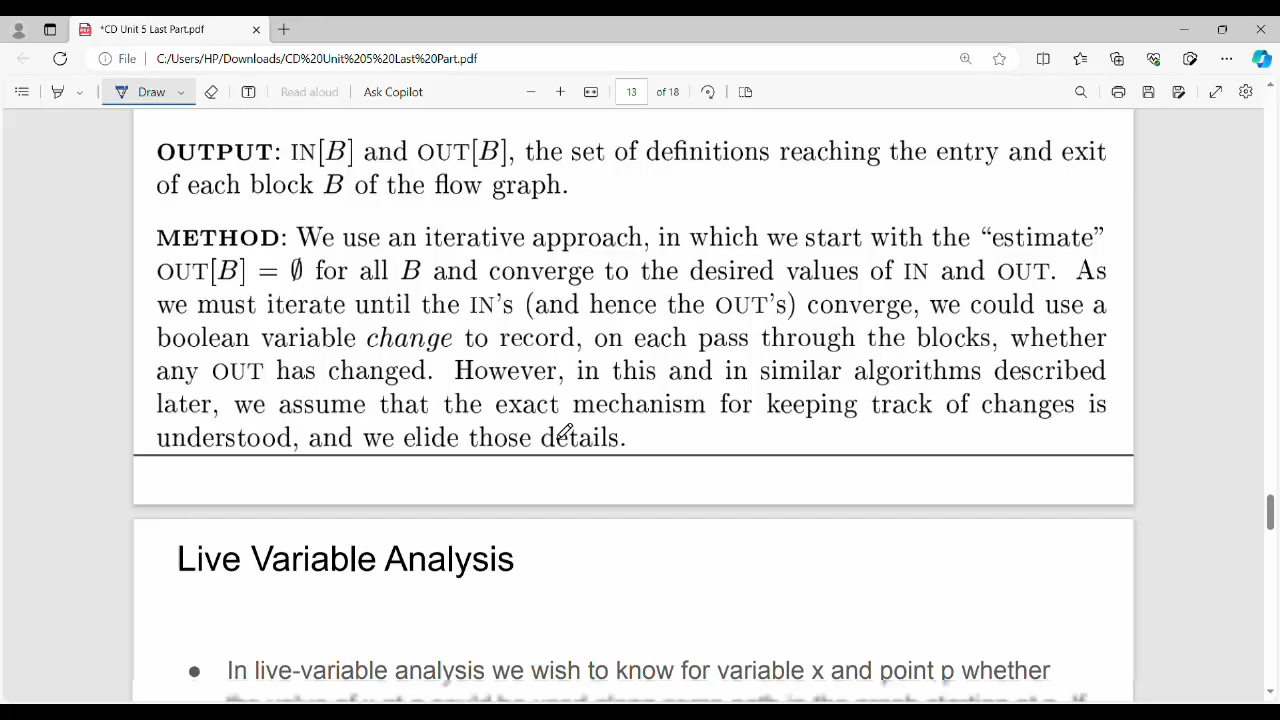 *CD Unit 5 Last Part.pdf
File C:/Users/HP/Downloads/CD%20Unit%205%20Last%20Part.pdf
Draw Read aloud Ask Copilot 13 of 18
OUTPUT: IN[B] and OUT[B], the set of definitions reaching the entry and exit
of each block B of the flow graph.
METHOD: We use an iterative approach, in which we start with the “estimate”
OUT[B] = ∅ for all B and converge to the desired values of IN and OUT. As
we must iterate until the IN's (and hence the OUT's) converge, we could use a
boolean variable change to record, on each pass through the blocks, whether
any OUT has changed. However, in this and in similar algorithms described
later, we assume that the exact mechanism for keeping track of changes is
understood, and we elide those details.
Live Variable Analysis
● In live-variable analysis we wish to know for variable x and point p whether